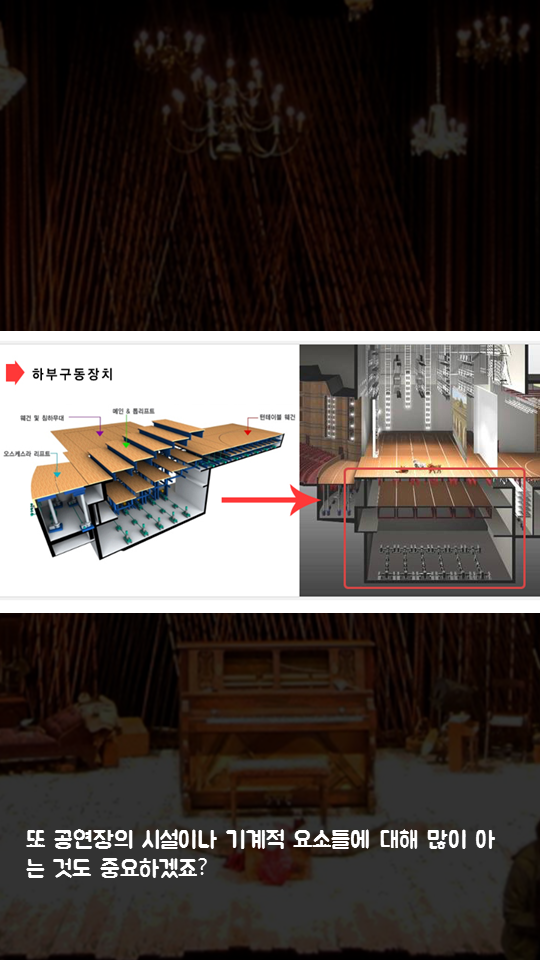 하부구동장치
메인 & 톱리프트
웨건 및 침하무대
턴테이블 웨건
오스케스라 리프트
또 공연장의 시설이나 기계적 요소들에 대해 많이 아
는 것도 중요하겠죠?